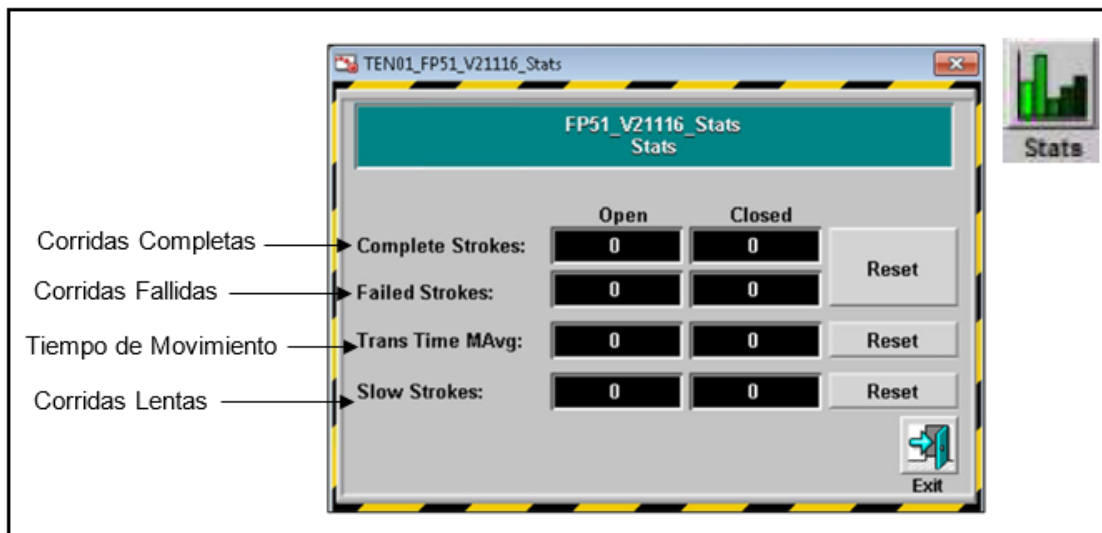 TEN01_FP51_V21116_Stats
FP51_V21116_Stats
Stats
Stats
Open Closed
Corridas Completas Complete Strokes: 0 0 Reset
Corridas Fallidas Failed Strokes: 0 0
Tiempo de Movimiento Trans Time MAvg: 0 0 Reset
Corridas Lentas Slow Strokes: 0 0 Reset
Exit